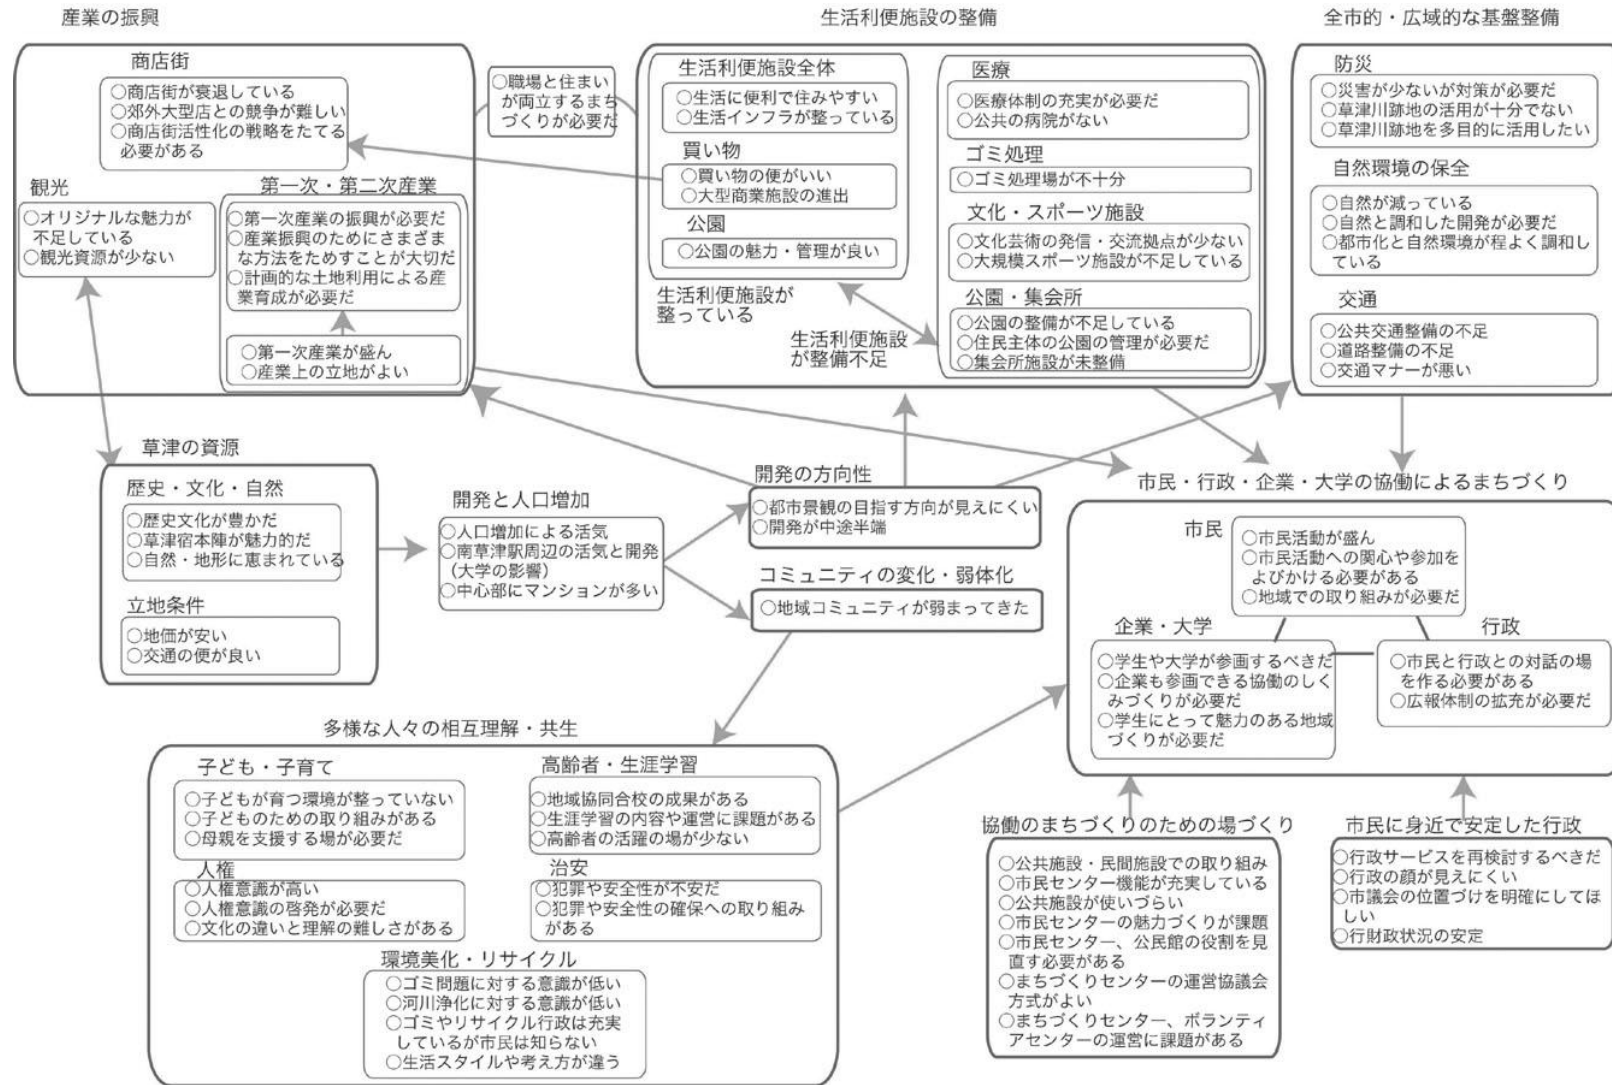 産業の振興
商店街
○商店街が衰退している
○郊外大型店との競争が難しい
○商店街活性化の戦略をたてる
必要がある
観光
○オリジナルな魅力が
不足している
○観光資源が少ない
第一次・第二次産業
○第一次産業の振興が必要だ
○産業振興のためにさまざま
な方法をためすことが大切だ
○計画的な土地利用による産
業育成が必要だ
○第一次産業が盛ん
○産業上の立地がよい
○職場と住まい
が両立するまち
づくりが必要だ
生活利便施設の整備
生活利便施設全体
○生活に便利で住みやすい
○生活インフラが整っている
買い物
○買い物の便がいい
○大型商業施設の進出
公園
○公園の魅力・管理が良い
生活利便施設が
整っている
医療
○医療体制の充実が必要だ
○公共の病院がない
ゴミ処理
○ゴミ処理場が不十分
文化・スポーツ施設
○文化芸術の発信・交流拠点が少ない
○大規模スポーツ施設が不足している
公園・集会所
○公園の整備が不足している
○住民主体の公園の管理が必要だ
○集会所施設が未整備
生活利便施設
が整備不足
全市的・広域的な基盤整備
防災
○災害が少ないが対策が必要だ
○草津川跡地の活用が十分でない
○草津川跡地を多目的に活用したい
自然環境の保全
○自然が減っている
○自然と調和した開発が必要だ
○都市化と自然環境が程よく調和し
ている
交通
○公共交通整備の不足
○道路整備の不足
○交通マナーが悪い
草津の資源
歴史・文化・自然
○歴史文化が豊かだ
○草津宿本陣が魅力的だ
○自然・地形に恵まれている
立地条件
○地価が安い
○交通の便が良い
開発と人口増加
○人口増加による活気
○南草津駅周辺の活気と開発
（大学の影響）
○中心部にマンションが多い
開発の方向性
○都市景観の目指す方向が見えにくい
○開発が中途半端
コミュニティの変化・弱体化
○地域コミュニティが弱まってきた
市民・行政・企業・大学の協働によるまちづくり
市民
○市民活動が盛ん
○市民活動への関心や参加を
よびかける必要がある
○地域での取り組みが必要だ
企業・大学
○学生や大学が参画するべきだ
○企業も参画できる協働のしく
みづくりが必要だ
○学生にとって魅力のある地域
づくりが必要だ
行政
○市民と行政との対話の場
を作る必要がある
○広報体制の拡充が必要だ
多様な人々の相互理解・共生
子ども・子育て
○子どもが育つ環境が整っていない
○子どものための取り組みがある
○母親を支援する場が必要だ
高齢者・生涯学習
○地域協同合校の成果がある
○生涯学習の内容や運営に課題がある
○高齢者の活躍の場が少ない
人権
○人権意識が高い
○人権意識の啓発が必要だ
○文化の違いと理解の難しさがある
治安
○犯罪や安全性が不安だ
○犯罪や安全性の確保への取り組み
がある
環境美化・リサイクル
○ゴミ問題に対する意識が低い
○河川浄化に対する意識が低い
○ゴミやリサイクル行政は充実
しているが市民は知らない
○生活スタイルや考え方が違う
協働のまちづくりのための場づくり
○公共施設・民間施設での取り組み
○市民センター機能が充実している
○公共施設が使いづらい
○市民センターの魅力づくりが課題
○市民センター、公民館の役割を見
直す必要がある
○まちづくりセンターの運営協議会
方式がよい
○まちづくりセンター、ボランティ
アセンターの運営に課題がある
市民に身近で安定した行政
○行政サービスを再検討するべきだ
○行政の顔が見えにくい
○市議会の位置づけを明確にしてほ
しい
○行財政状況の安定